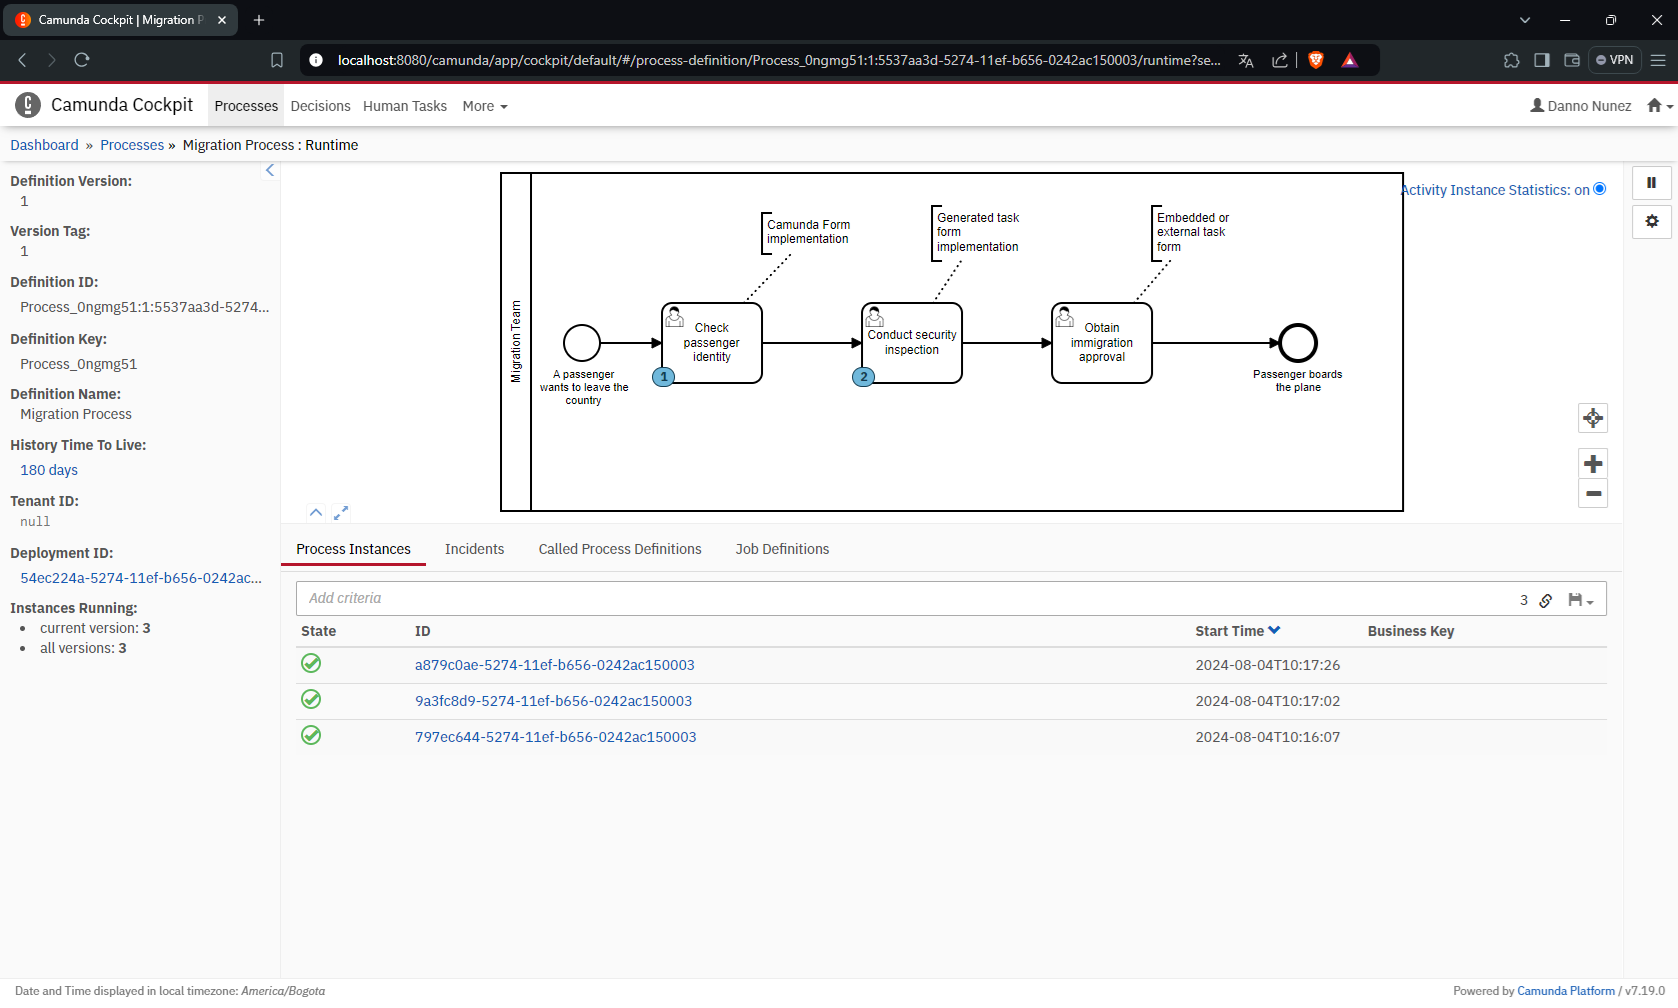 Camunda Cockpit | Migration P
localhost:8080/camunda/app/cockpit/default/#/process-definition/Process_0ngmg51:1:5537aa3d-5274-11ef-b656-0242ac150003/runtime?se...
VPN
Camunda Cockpit
Processes
Decisions
Human Tasks
More
Danno Nunez
Dashboard » Processes » Migration Process : Runtime
Definition Version:
1
Version Tag:
1
Definition ID:
Process_0ngmg51:1:5537aa3d-5274...
Definition Key:
Process_0ngmg51
Definition Name:
Migration Process
History Time To Live:
180 days
Tenant ID:
null
Deployment ID:
54ec224a-5274-11ef-b656-0242ac...
Instances Running:
current version: 3
all versions: 3
Activity Instance Statistics: on
Migration Team
A passenger
wants to leave the
country
Camunda Form
implementation
Check
passenger
identity
1
Generated task
form
implementation
Conduct security
inspection
2
Embedded or
external task
form
Obtain
immigration
approval
Passenger boards
the plane
Process Instances
Incidents
Called Process Definitions
Job Definitions
Add criteria
3
State ID Start Time Business Key
a879c0ae-5274-11ef-b656-0242ac150003 2024-08-04T10:17:26
9a3fc8d9-5274-11ef-b656-0242ac150003 2024-08-04T10:17:02
797ec644-5274-11ef-b656-0242ac150003 2024-08-04T10:16:07
Date and Time displayed in local timezone: America/Bogota
Powered by Camunda Platform / v7.19.0